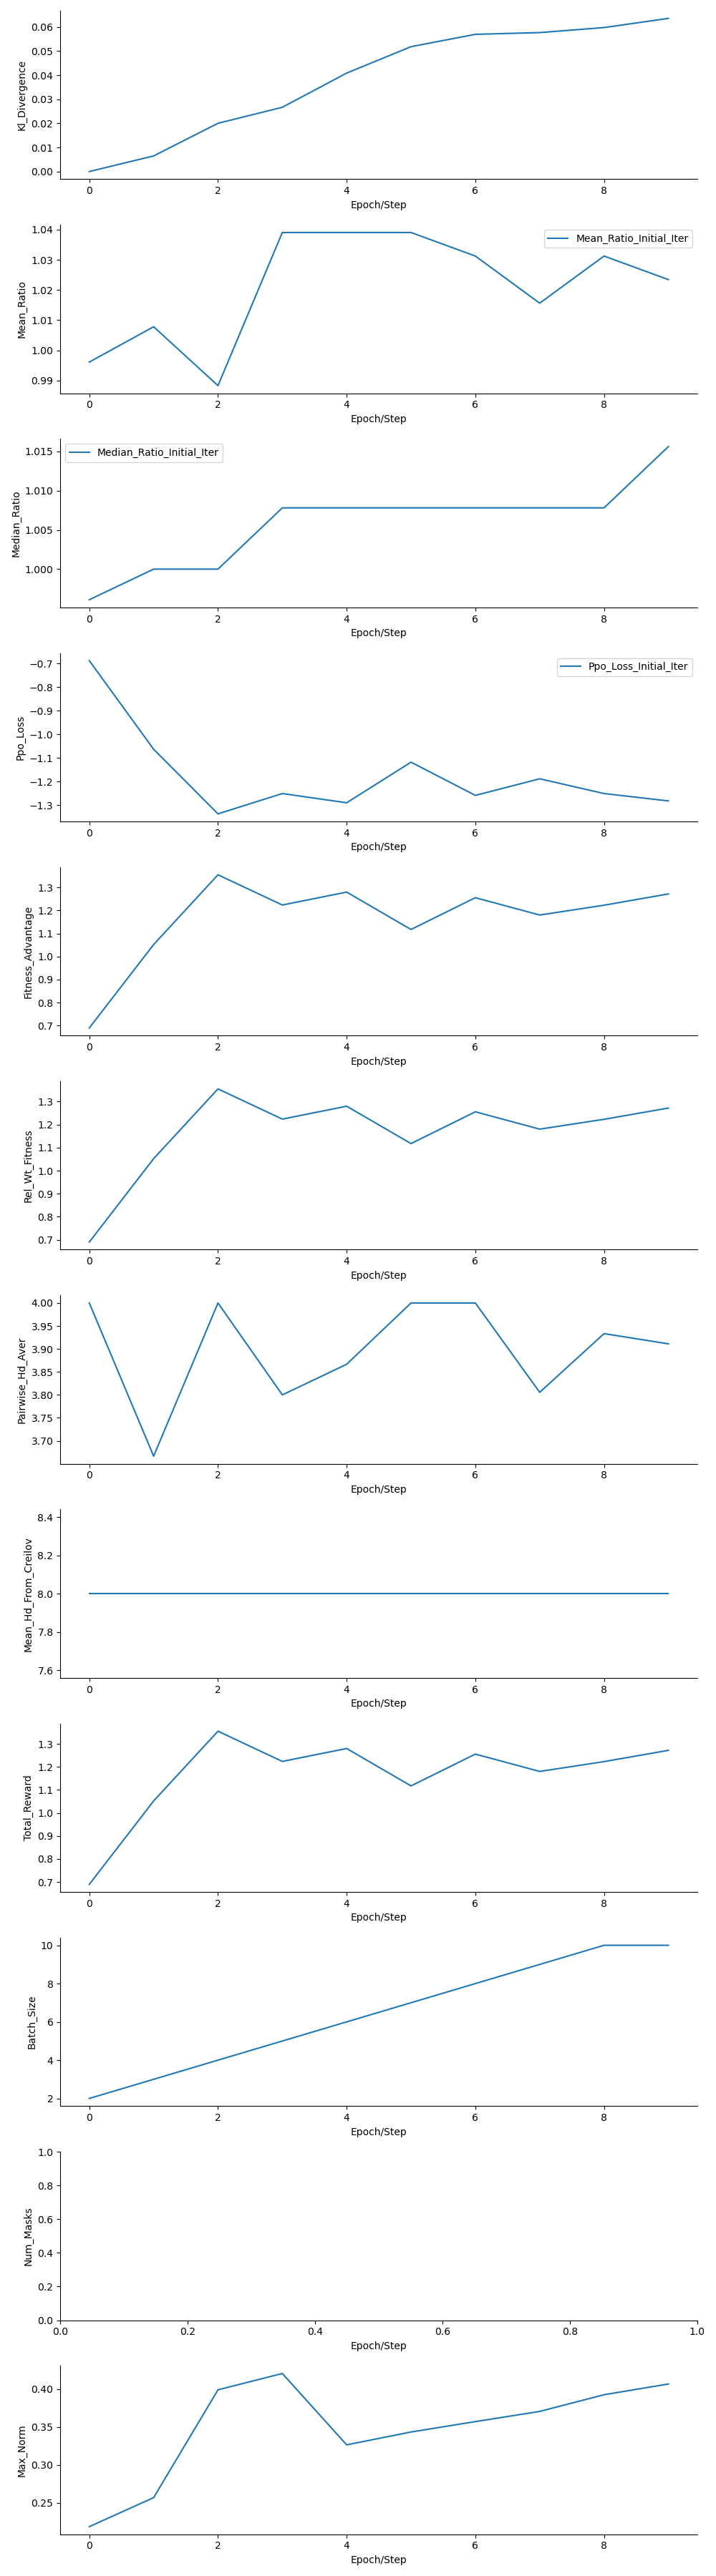 Kl_Divergence
0.06
0.05
0.04
0.03
0.02
0.01
0.00
0 2 4 6 8
Epoch/Step
Mean_Ratio
1.04
1.03
1.02
1.01
1.00
0.99
Mean_Ratio_Initial_Iter
0 2 4 6 8
Epoch/Step
Median_Ratio
1.015
1.010
1.005
1.000
Median_Ratio_Initial_Iter
0 2 4 6 8
Epoch/Step
Ppo_Loss
−0.7
−0.8
−0.9
−1.0
−1.1
−1.2
−1.3
Ppo_Loss_Initial_Iter
0 2 4 6 8
Epoch/Step
Fitness_Advantage
1.3
1.2
1.1
1.0
0.9
0.8
0.7
0 2 4 6 8
Epoch/Step
Rel_Wt_Fitness
1.3
1.2
1.1
1.0
0.9
0.8
0.7
0 2 4 6 8
Epoch/Step
Pairwise_Hd_Aver
4.00
3.95
3.90
3.85
3.80
3.75
3.70
0 2 4 6 8
Epoch/Step
Mean_Hd_From_Creilov
8.4
8.2
8.0
7.8
7.6
0 2 4 6 8
Epoch/Step
Total_Reward
1.3
1.2
1.1
1.0
0.9
0.8
0.7
0 2 4 6 8
Epoch/Step
Batch_Size
10
8
6
4
2
0 2 4 6 8
Epoch/Step
Num_Masks
1.0
0.8
0.6
0.4
0.2
0.0
0.0 0.2 0.4 0.6 0.8 1.0
Epoch/Step
Max_Norm
0.40
0.35
0.30
0.25
0 2 4 6 8
Epoch/Step